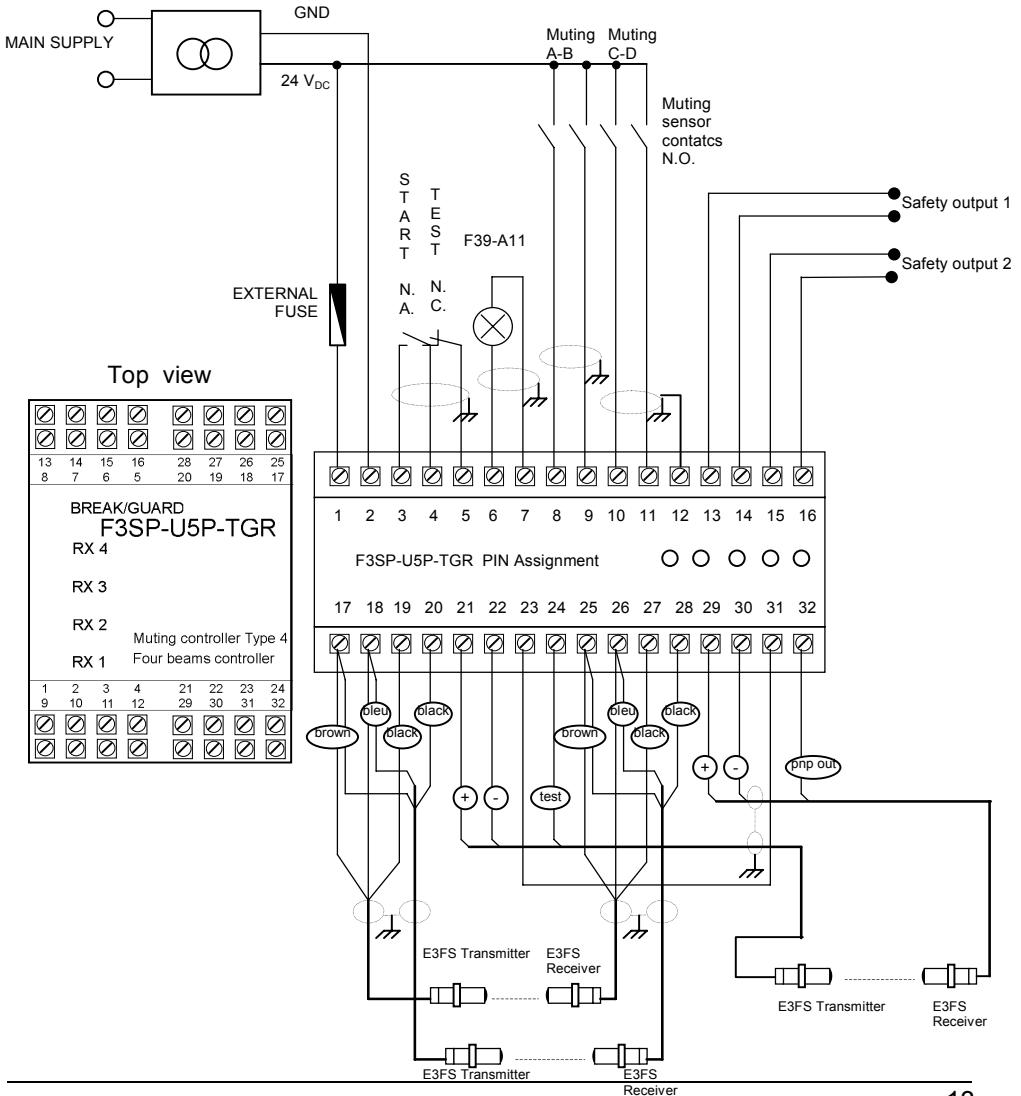 GND
MAIN SUPPLY
24 VDC
Muting A-B
Muting C-D
Muting
sensor
contatcs
N.O.
START N.A.
TEST N.C.
F39-A11
Safety output 1
Safety output 2
EXTERNAL
FUSE
Top view
13 14 15 16 28 27 26 25
8 7 6 5 20 19 18 17
BREAK/GUARD
F3SP-U5P-TGR
RX 4
RX 3
RX 2
RX 1
Muting controller Type 4
Four beams controller
1 2 3 4 21 22 23 24
9 10 11 12 29 30 31 32
1 2 3 4 5 6 7 8 9 10 11 12 13 14 15 16
F3SP-U5P-TGR PIN Assignment
17 18 19 20 21 22 23 24 25 26 27 28 29 30 31 32
brown bleu black black
+ - test
brown bleu black black
+ - pnp out
E3FS Transmitter
E3FS
Receiver
E3FS Transmitter
E3FS
Receiver
E3FS Transmitter
E3FS
Receiver